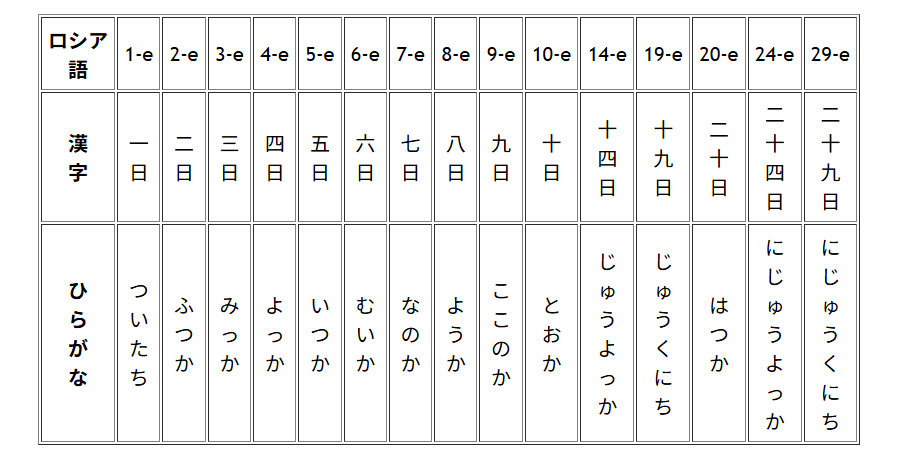 ロシア語 1-е 2-е 3-е 4-е 5-е 6-е 7-е 8-е 9-е 10-е 14-е 19-е 20-е 24-е 29-е
漢字 一日 二日 三日 四日 五日 六日 七日 八日 九日 十日 十四日 十九日 二十日 二十四日 二十九日
ひらがな ついたち ふつか みっか よっか いつか むいか なのか ようか ここのか とおか じゅうよっか じゅうくにち はつか にじゅうよっか にじゅうくにち